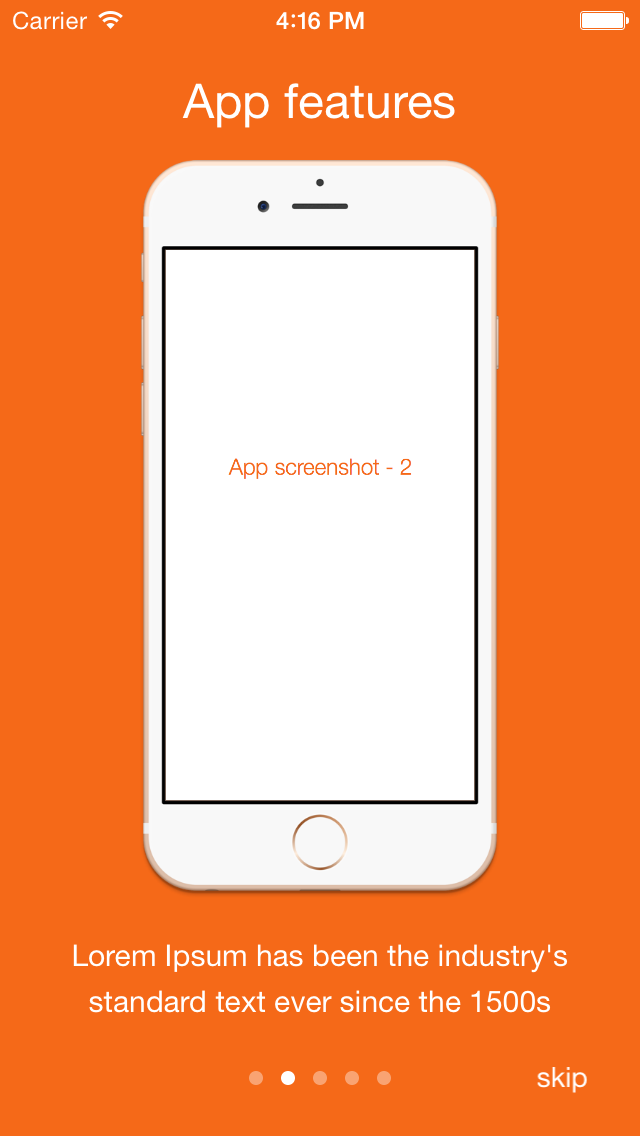 Carrier 4:16 PM
App features
App screenshot - 2
Lorem Ipsum has been the industry's
standard text ever since the 1500s
skip